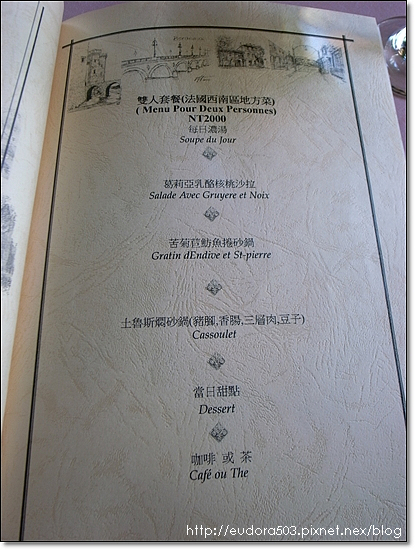 雙人套餐(法國西南區地方菜)
( Menu Pour Deux Personnes)
NT2000
每日濃湯
Soupe du Jour
葛莉亞乳酪核桃沙拉
Salade Avec Gruyere et Noix
苦菊苣魴魚捲砂鍋
Gratin dEndive et St-pierre
土魯斯燜砂鍋(豬腳,香腸,三層肉,豆子)
Cassoulet
當日甜點
Dessert
咖啡 或 茶
Café ou The
http://eudora503.pixnet.nex/blog